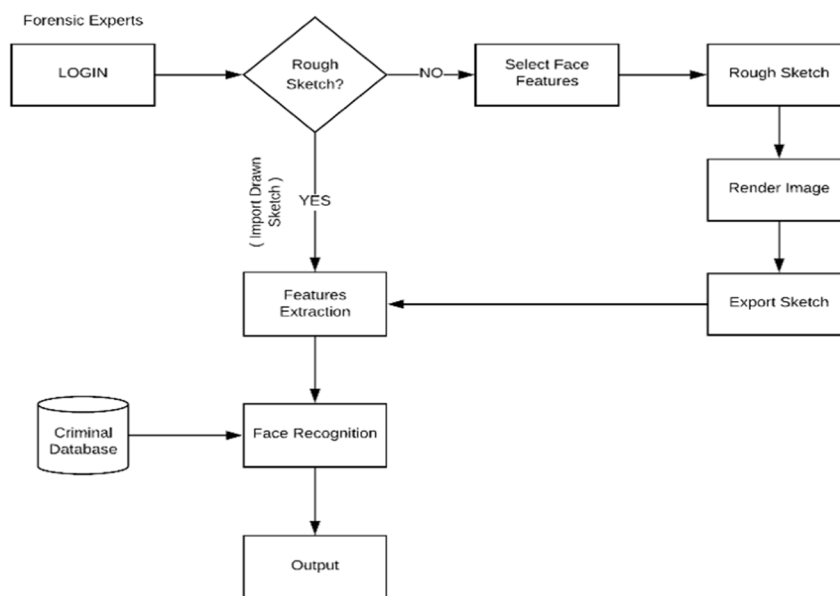 Forensic Experts
LOGIN
Rough
Sketch?
NO
Select Face
Features
Rough Sketch
Render Image
( Import Drawn
Sketch )
YES
Features
Extraction
Export Sketch
Criminal
Database
Face Recognition
Output